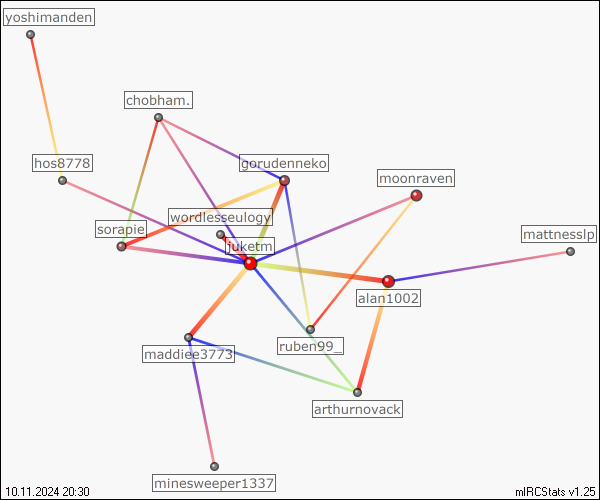 yoshimanden
chobham.
hos8778
gorudenneko
moonraven
wordlesseulogy
sorapie
juketm
mattnesslp
alan1002
maddiee3773
ruben99_
arthurnovack
minesweeper1337
10.11.2024 20:30
mIRCStats v1.25